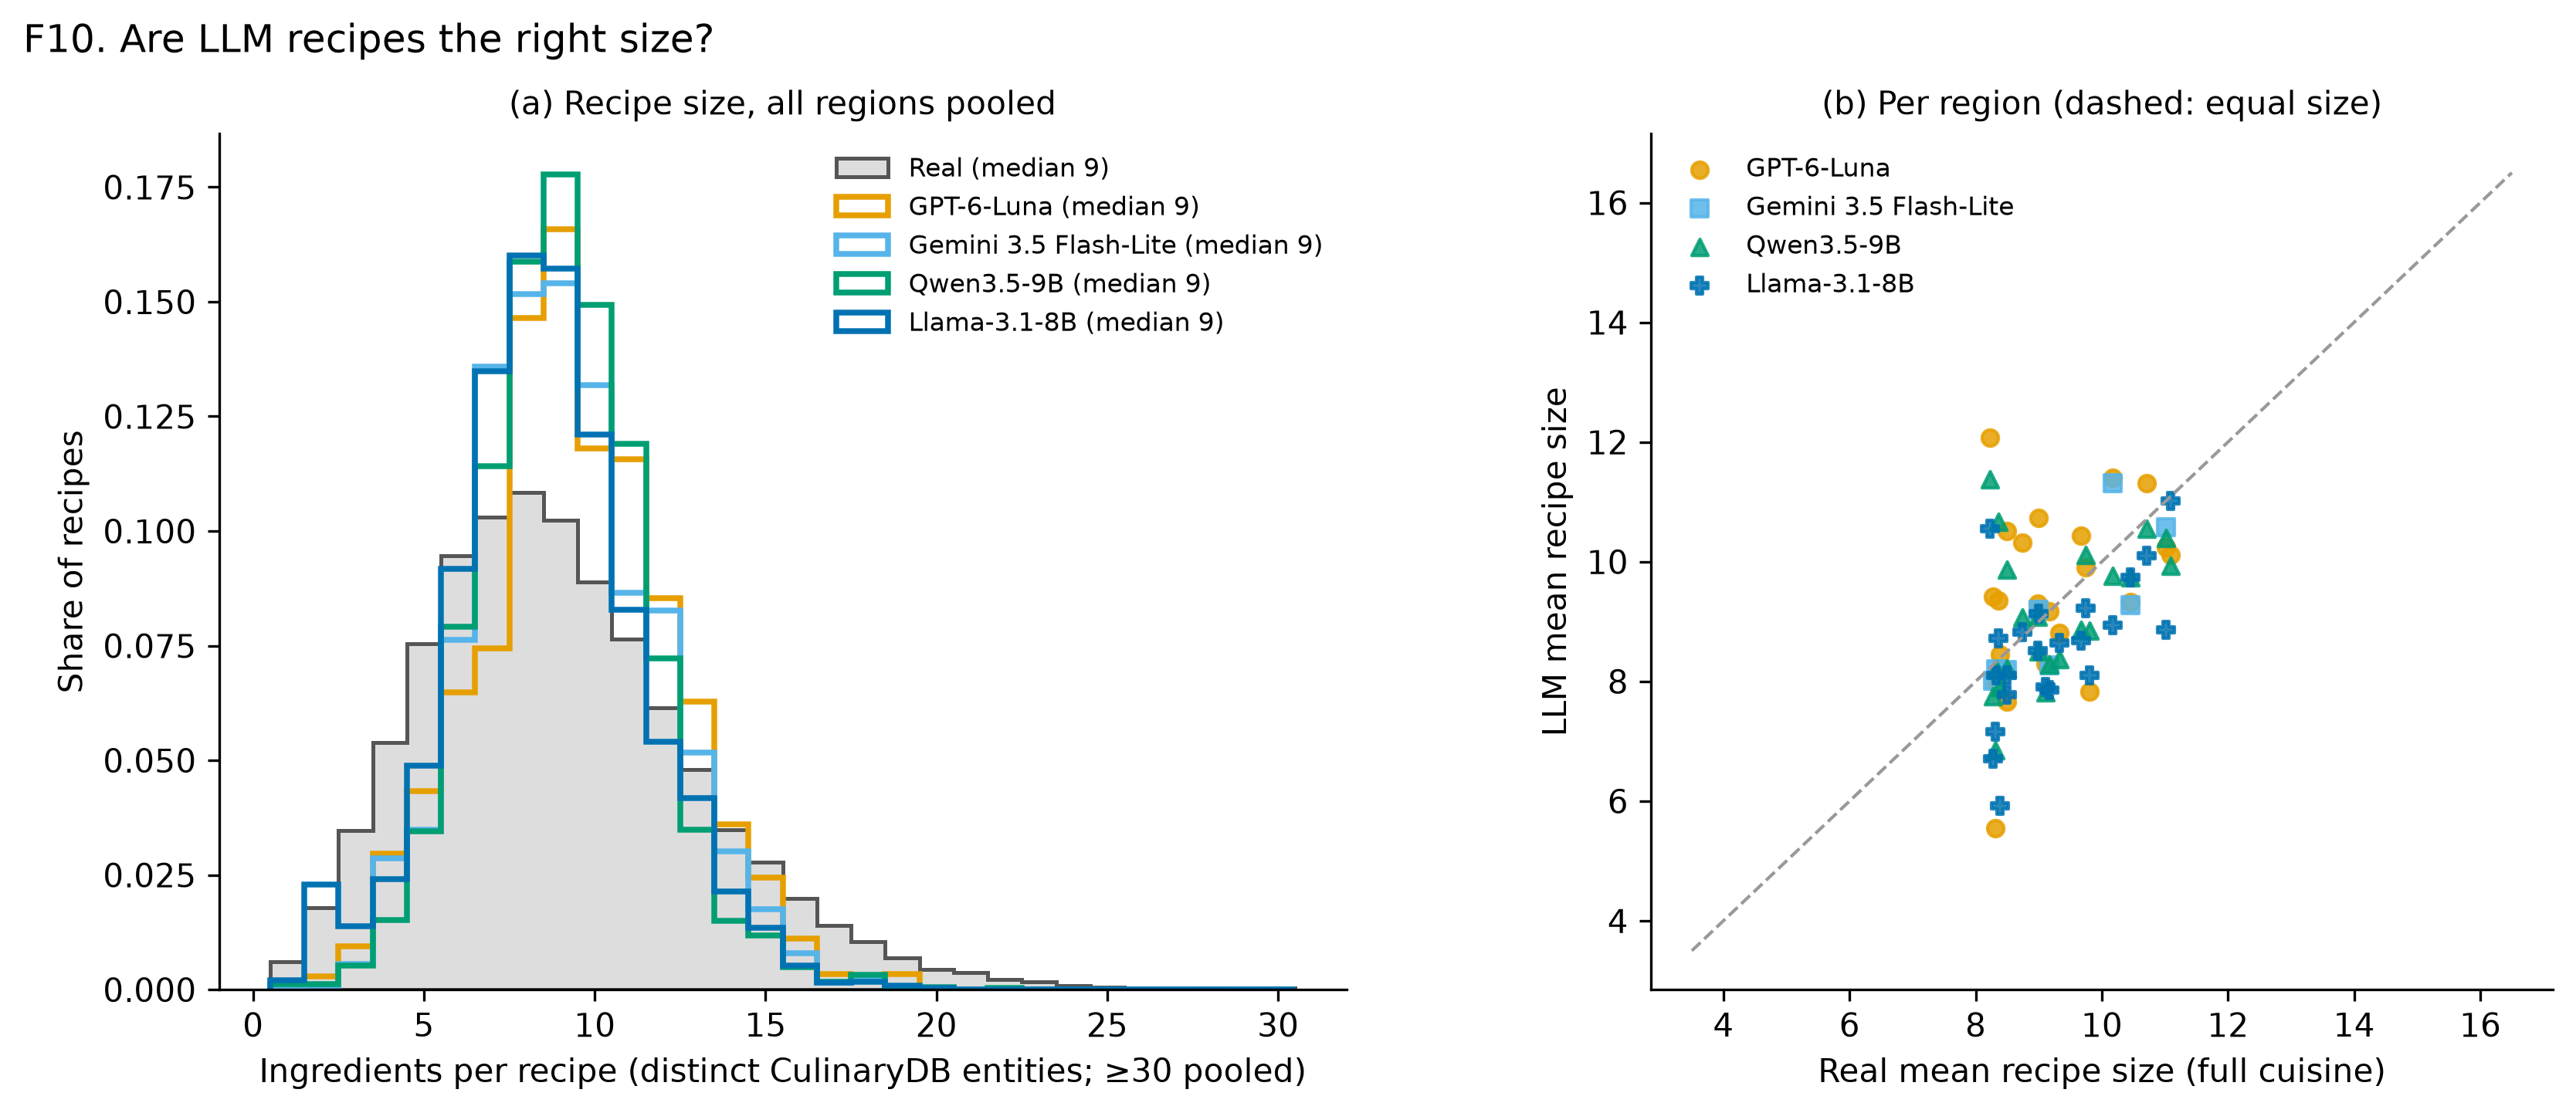 F10. Are LLM recipes the right size?
(a) Recipe size, all regions pooled
Share of recipes
0.175
0.150
0.125
0.100
0.075
0.050
0.025
0.000
0 5 10 15 20 25 30
Ingredients per recipe (distinct CulinaryDB entities; ≥30 pooled)
Real (median 9)
GPT-6-Luna (median 9)
Gemini 3.5 Flash-Lite (median 9)
Qwen3.5-9B (median 9)
Llama-3.1-8B (median 9)
(b) Per region (dashed: equal size)
GPT-6-Luna
Gemini 3.5 Flash-Lite
Qwen3.5-9B
Llama-3.1-8B
LLM mean recipe size
16
14
12
10
8
6
4
4 6 8 10 12 14 16
Real mean recipe size (full cuisine)